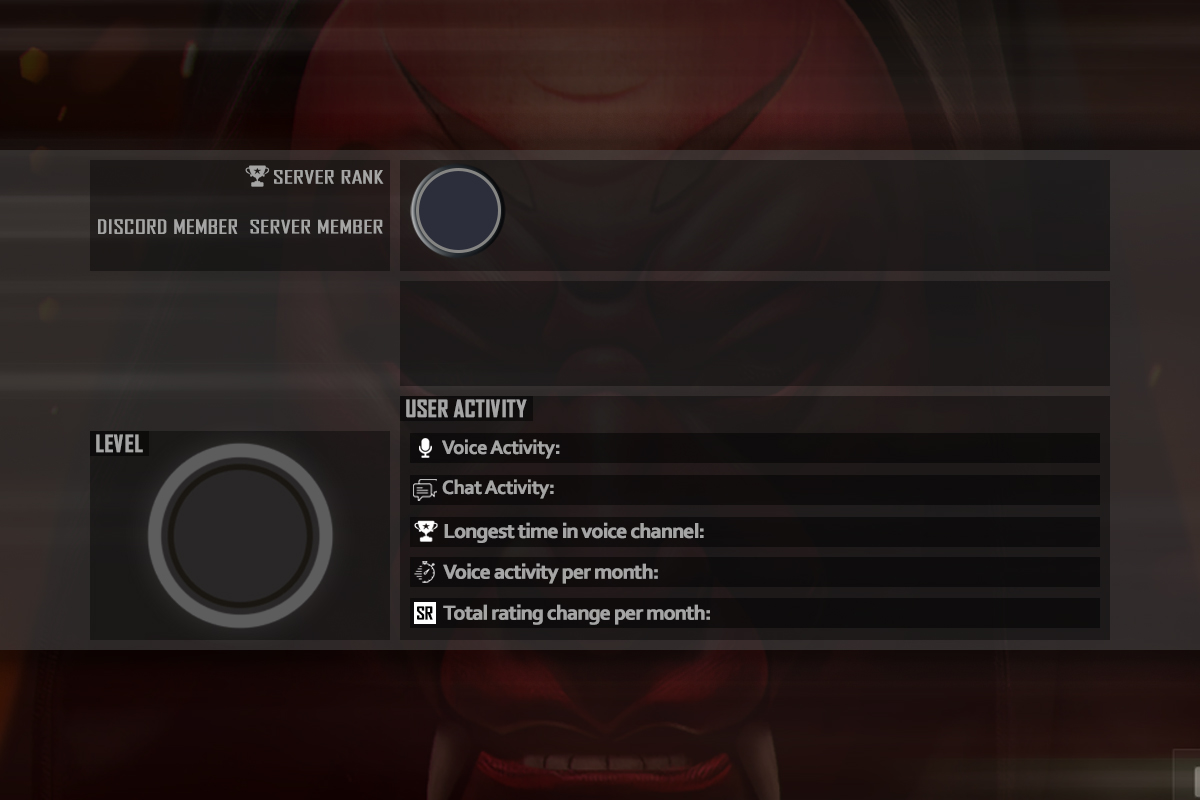 SERVER RANK
DISCORD MEMBER SERVER MEMBER
LEVEL
USER ACTIVITY
Voice Activity:
Chat Activity:
Longest time in voice channel:
Voice activity per month:
SR Total rating change per month: